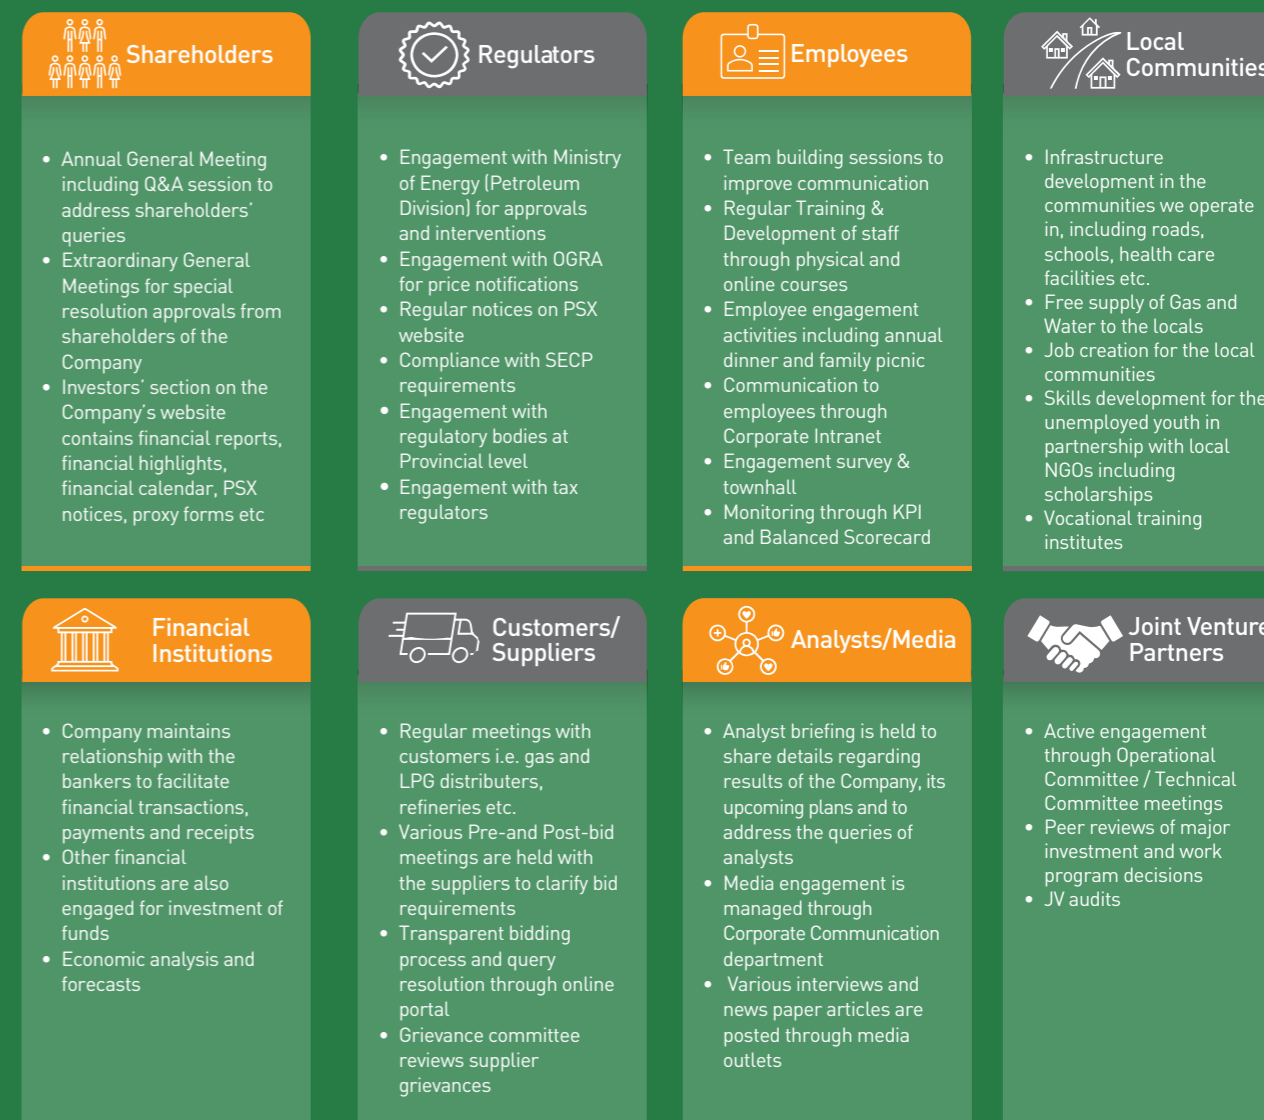 Shareholders
• Annual General Meeting
including Q&A session to
address shareholders'
queries
• Extraordinary General
Meetings for special
resolution approvals from
shareholders of the
Company
• Investors' section on the
Company's website
contains financial reports,
financial highlights,
financial calendar, PSX
notices, proxy forms etc
Regulators
• Engagement with Ministry
of Energy (Petroleum
Division) for approvals
and interventions
• Engagement with OGRA
for price notifications
• Regular notices on PSX
website
• Compliance with SECP
requirements
• Engagement with
regulatory bodies at
Provincial level
• Engagement with tax
regulators
Employees
• Team building sessions to
improve communication
• Regular Training &
Development of staff
through physical and
online courses
• Employee engagement
activities including annual
dinner and family picnic
• Communication to
employees through
Corporate Intranet
• Engagement survey &
townhall
• Monitoring through KPI
and Balanced Scorecard
Local
Communities
• Infrastructure
development in the
communities we operate
in, including roads,
schools, health care
facilities etc.
• Free supply of Gas and
Water to the locals
• Job creation for the local
communities
• Skills development for the
unemployed youth in
partnership with local
NGOs including
scholarships
• Vocational training
institutes
Financial
Institutions
• Company maintains
relationship with the
bankers to facilitate
financial transactions,
payments and receipts
• Other financial
institutions are also
engaged for investment of
funds
• Economic analysis and
forecasts
Customers/
Suppliers
• Regular meetings with
customers i.e. gas and
LPG distributers,
refineries etc.
• Various Pre-and Post-bid
meetings are held with
the suppliers to clarify bid
requirements
• Transparent bidding
process and query
resolution through online
portal
• Grievance committee
reviews supplier
grievances
Analysts/Media
• Analyst briefing is held to
share details regarding
results of the Company, its
upcoming plans and to
address the queries of
analysts
• Media engagement is
managed through
Corporate Communication
department
• Various interviews and
news paper articles are
posted through media
outlets
Joint Venture
Partners
• Active engagement
through Operational
Committee / Technical
Committee meetings
• Peer reviews of major
investment and work
program decisions
• JV audits